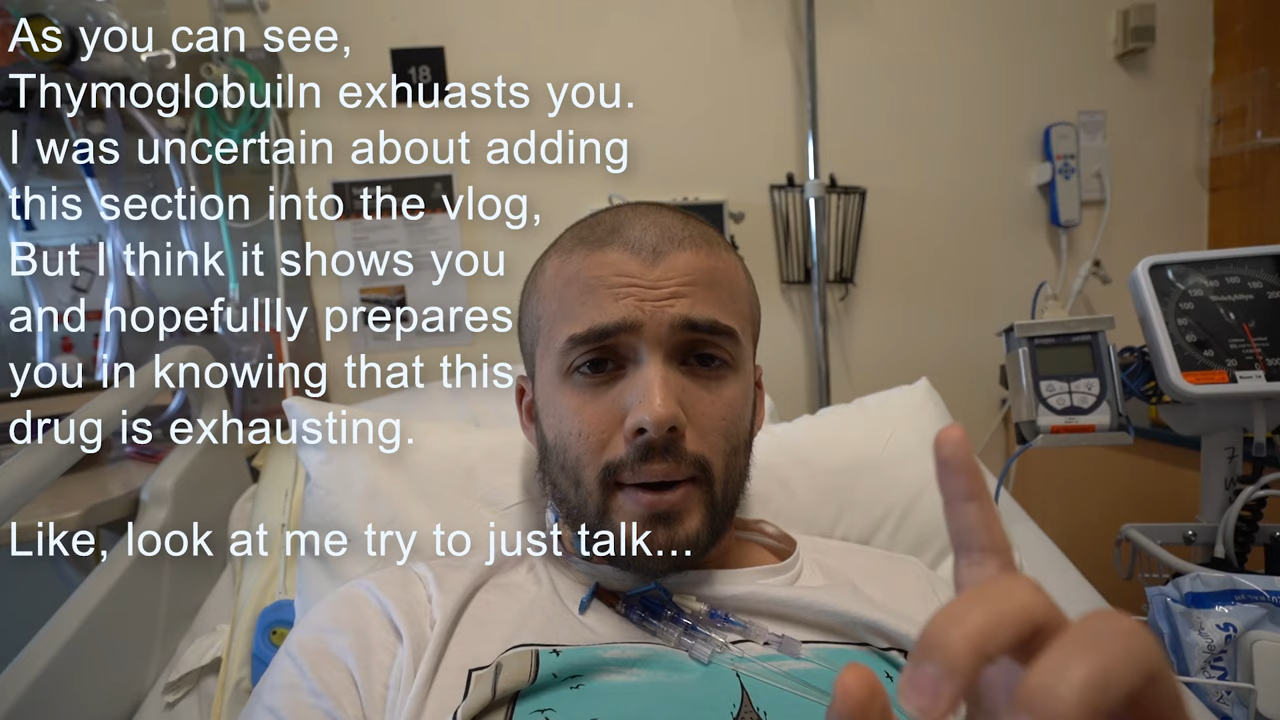 As you can see,
Thymoglobuiln exhuasts you.
I was uncertain about adding
this section into the vlog,
But I think it shows you
and hopefullly prepares
you in knowing that this
drug is exhausting.
Like, look at me try to just talk...
18